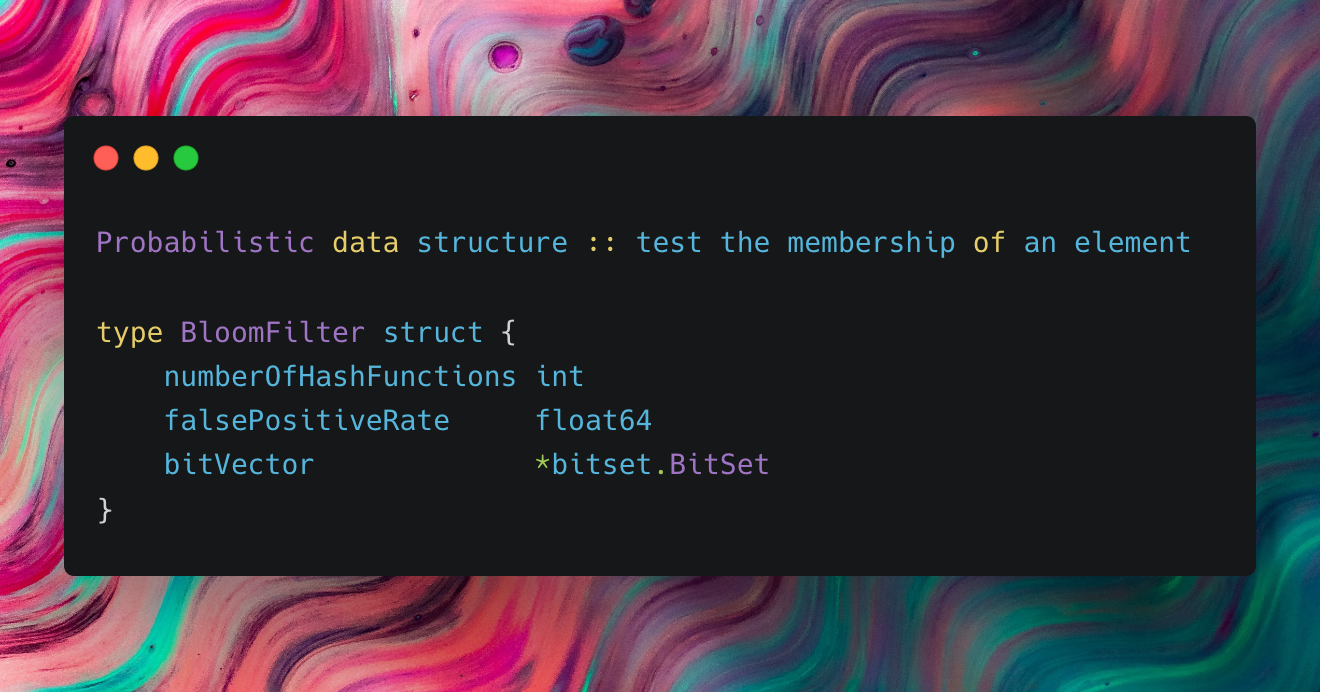 Probabilistic data structure :: test the membership of an element
type BloomFilter struct {
    numberOfHashFunctions int
    falsePositiveRate     float64
    bitVector             *bitset.BitSet
}